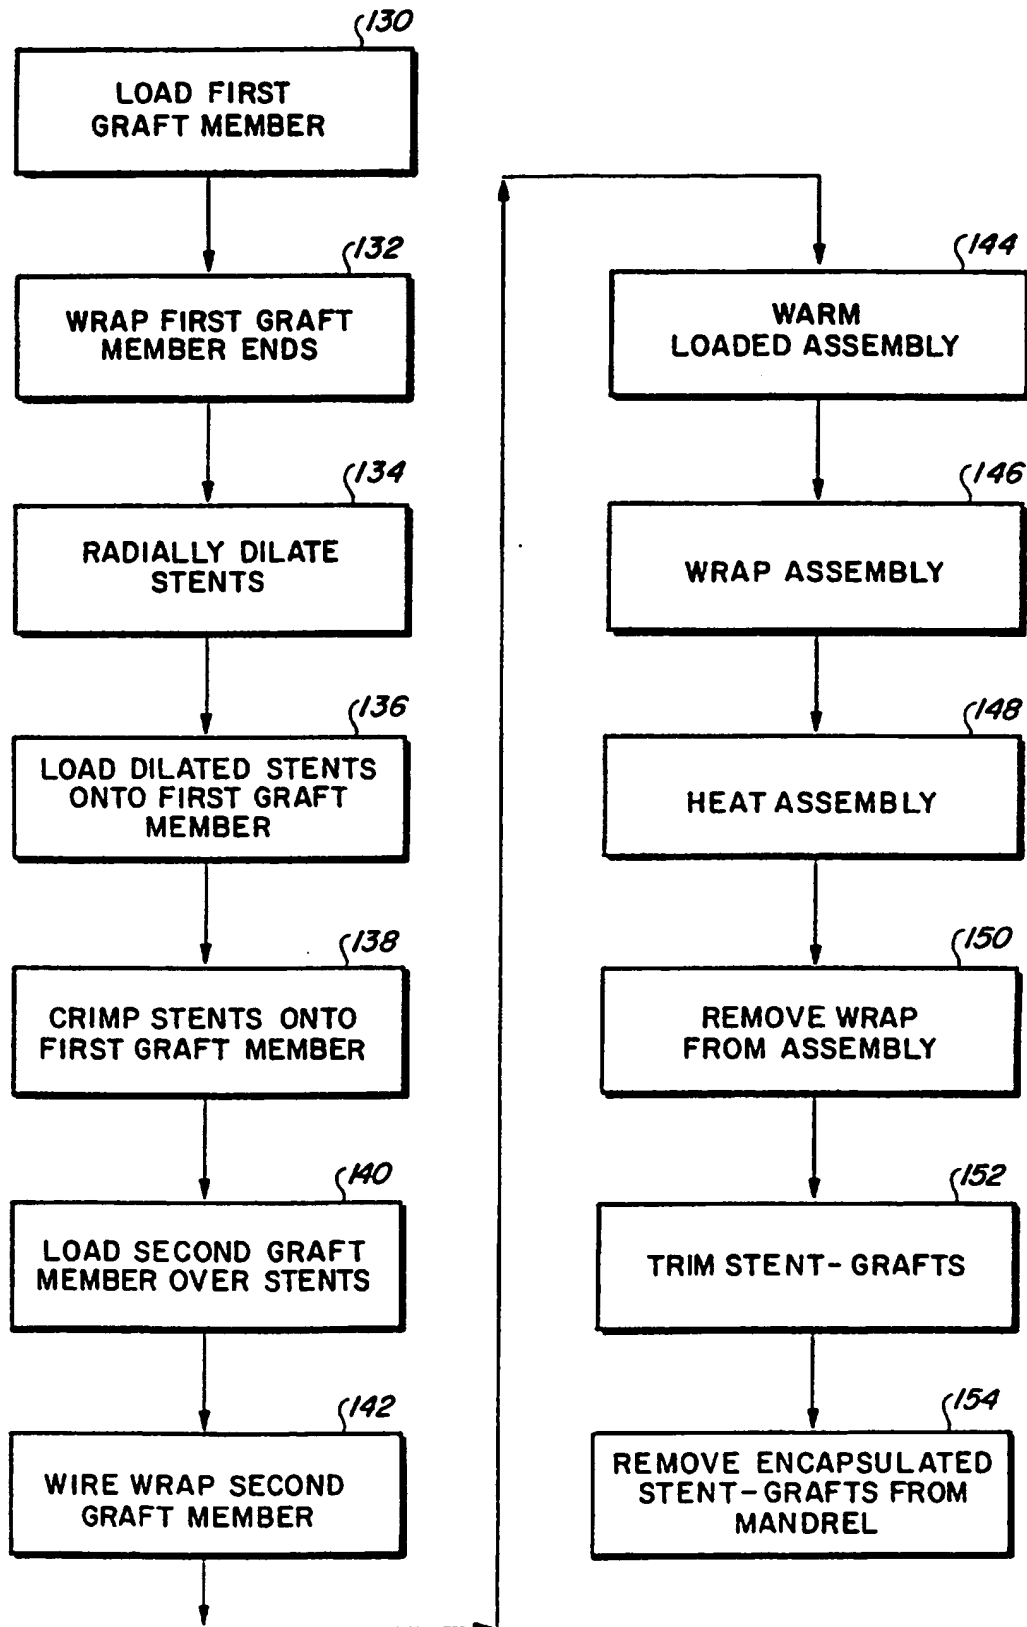 130
LOAD FIRST
GRAFT MEMBER
132
WRAP FIRST GRAFT
MEMBER ENDS
134
RADIALLY DILATE
STENTS
136
LOAD DILATED STENTS
ONTO FIRST GRAFT
MEMBER
138
CRIMP STENTS ONTO
FIRST GRAFT MEMBER
140
LOAD SECOND GRAFT
MEMBER OVER STENTS
142
WIRE WRAP SECOND
GRAFT MEMBER
144
WARM
LOADED ASSEMBLY
146
WRAP ASSEMBLY
148
HEAT ASSEMBLY
150
REMOVE WRAP
FROM ASSEMBLY
152
TRIM STENT-GRAFTS
154
REMOVE ENCAPSULATED
STENT-GRAFTS FROM
MANDREL